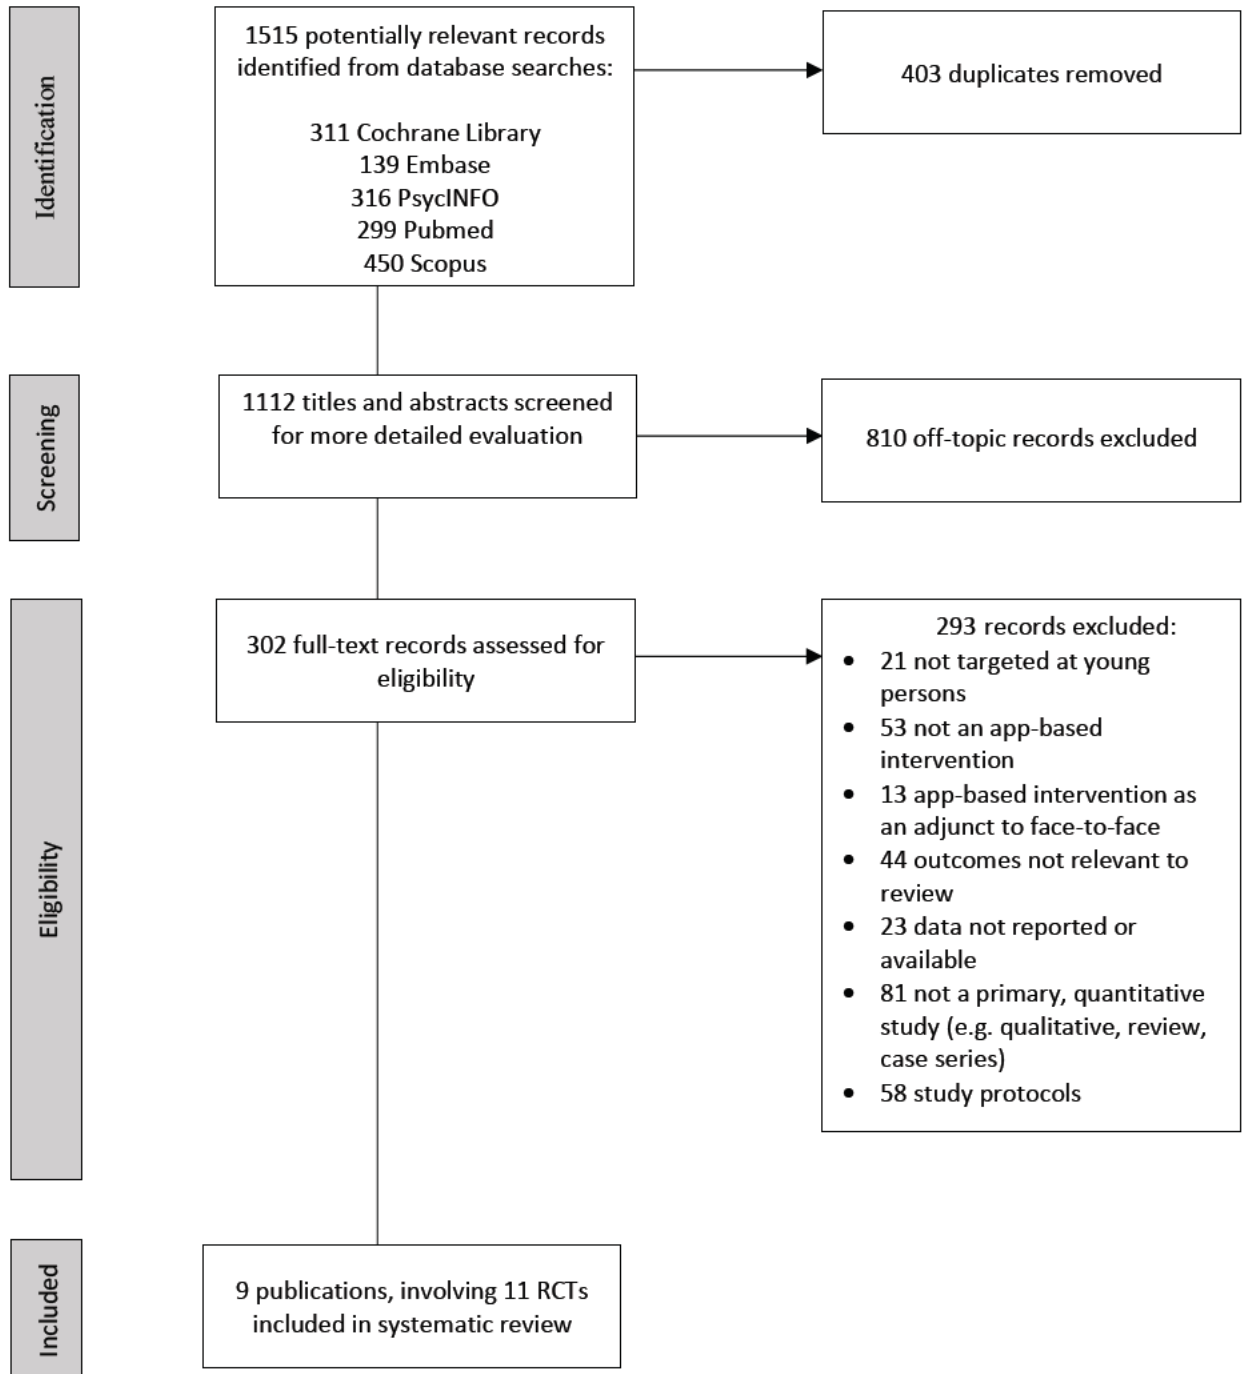 Identification
1515 potentially relevant records
identified from database searches:
311 Cochrane Library
139 Embase
316 PsycINFO
299 Pubmed
450 Scopus
403 duplicates removed
Screening
1112 titles and abstracts screened
for more detailed evaluation
810 off-topic records excluded
Eligibility
302 full-text records assessed for
eligibility
293 records excluded:
• 21 not targeted at young
persons
• 53 not an app-based
intervention
• 13 app-based intervention as
an adjunct to face-to-face
• 44 outcomes not relevant to
review
• 23 data not reported or
available
• 81 not a primary, quantitative
study (e.g. qualitative, review,
case series)
• 58 study protocols
Included
9 publications, involving 11 RCTs
included in systematic review